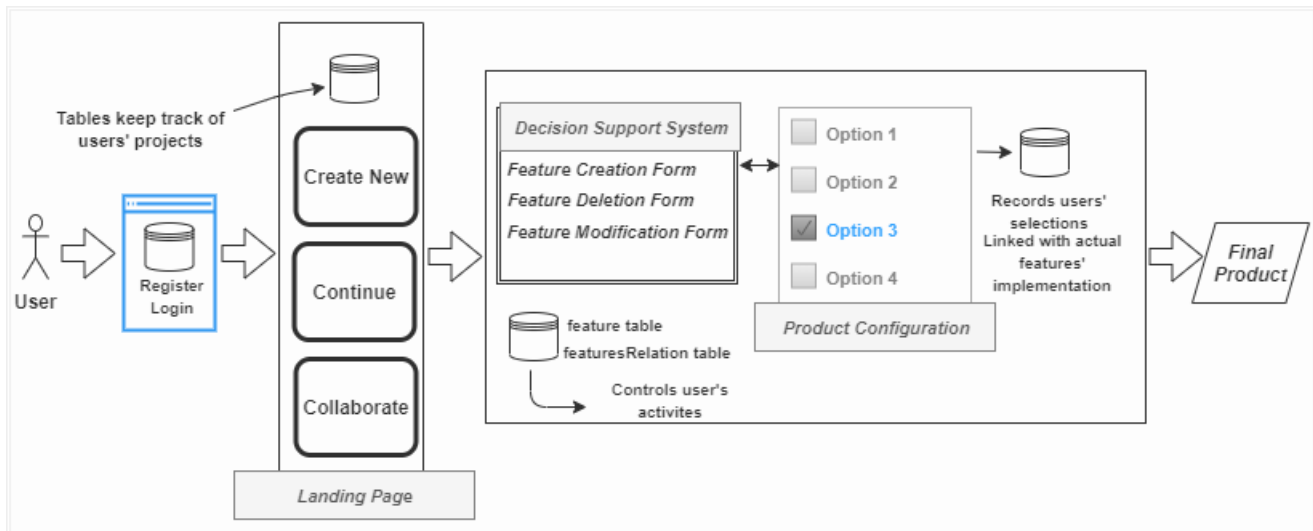 Tables keep track of
users' projects
User
Register
Login
Create New
Continue
Collaborate
Landing Page
Decision Support System
Feature Creation Form
Feature Deletion Form
Feature Modification Form
feature table
featuresRelation table
Controls user's
activites
Option 1
Option 2
Option 3
Option 4
Product Configuration
Records users'
selections
Linked with actual
features'
implementation
Final
Product